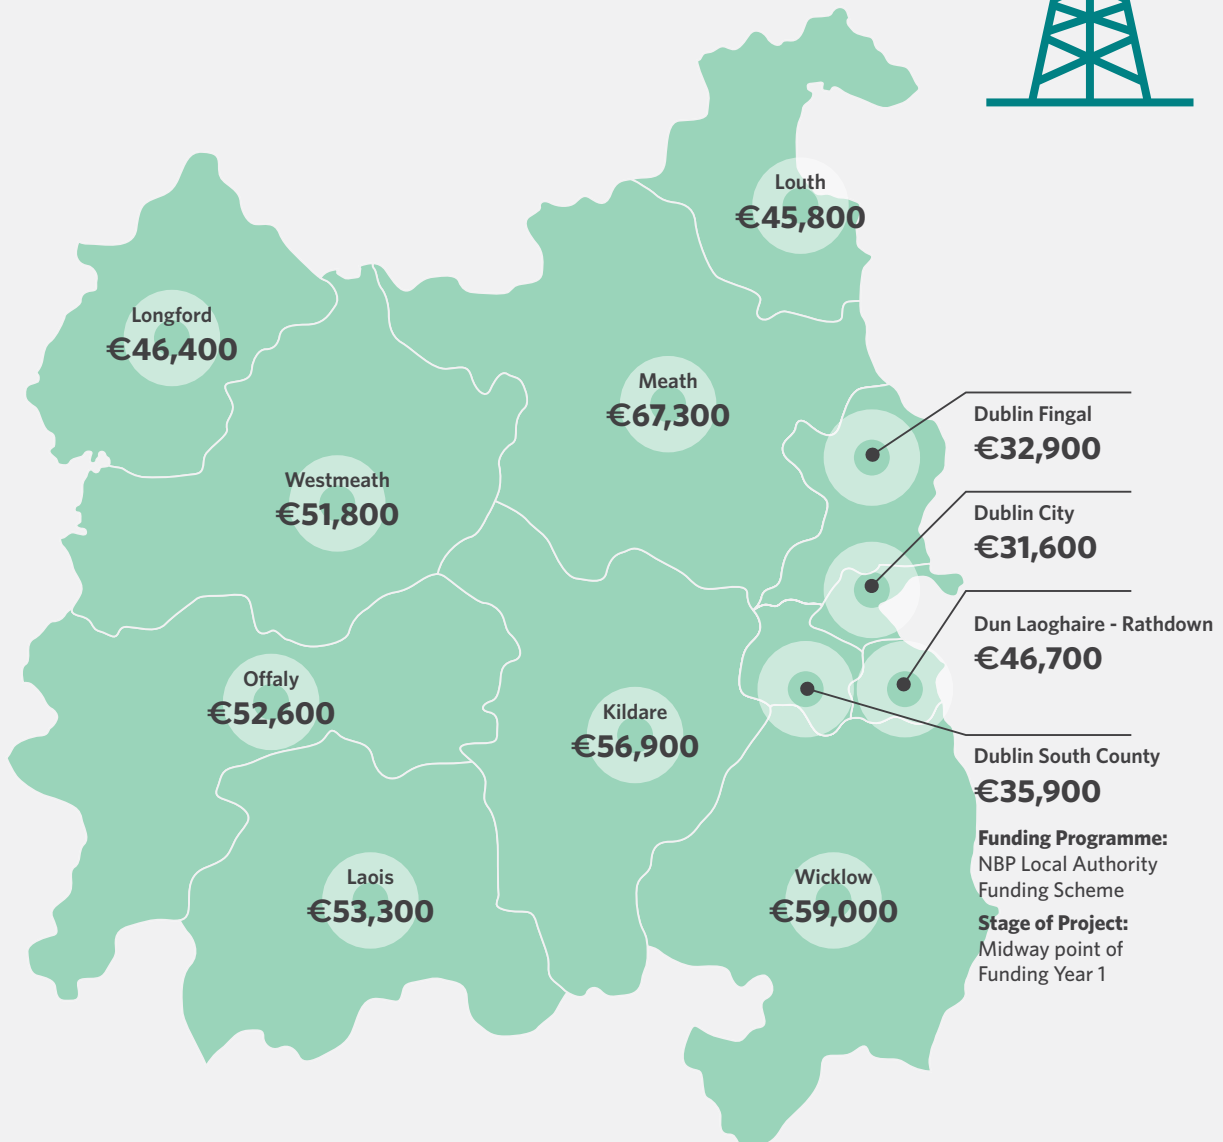 Louth
€45,800
Longford
€46,400
Meath
€67,300
Dublin Fingal
€32,900
Westmeath
€51,800
Dublin City
€31,600
Dun Laoghaire - Rathdown
€46,700
Offaly
€52,600
Kildare
€56,900
Dublin South County
€35,900
Laois
€53,300
Wicklow
€59,000
Funding Programme:
NBP Local Authority
Funding Scheme
Stage of Project:
Midway point of
Funding Year 1